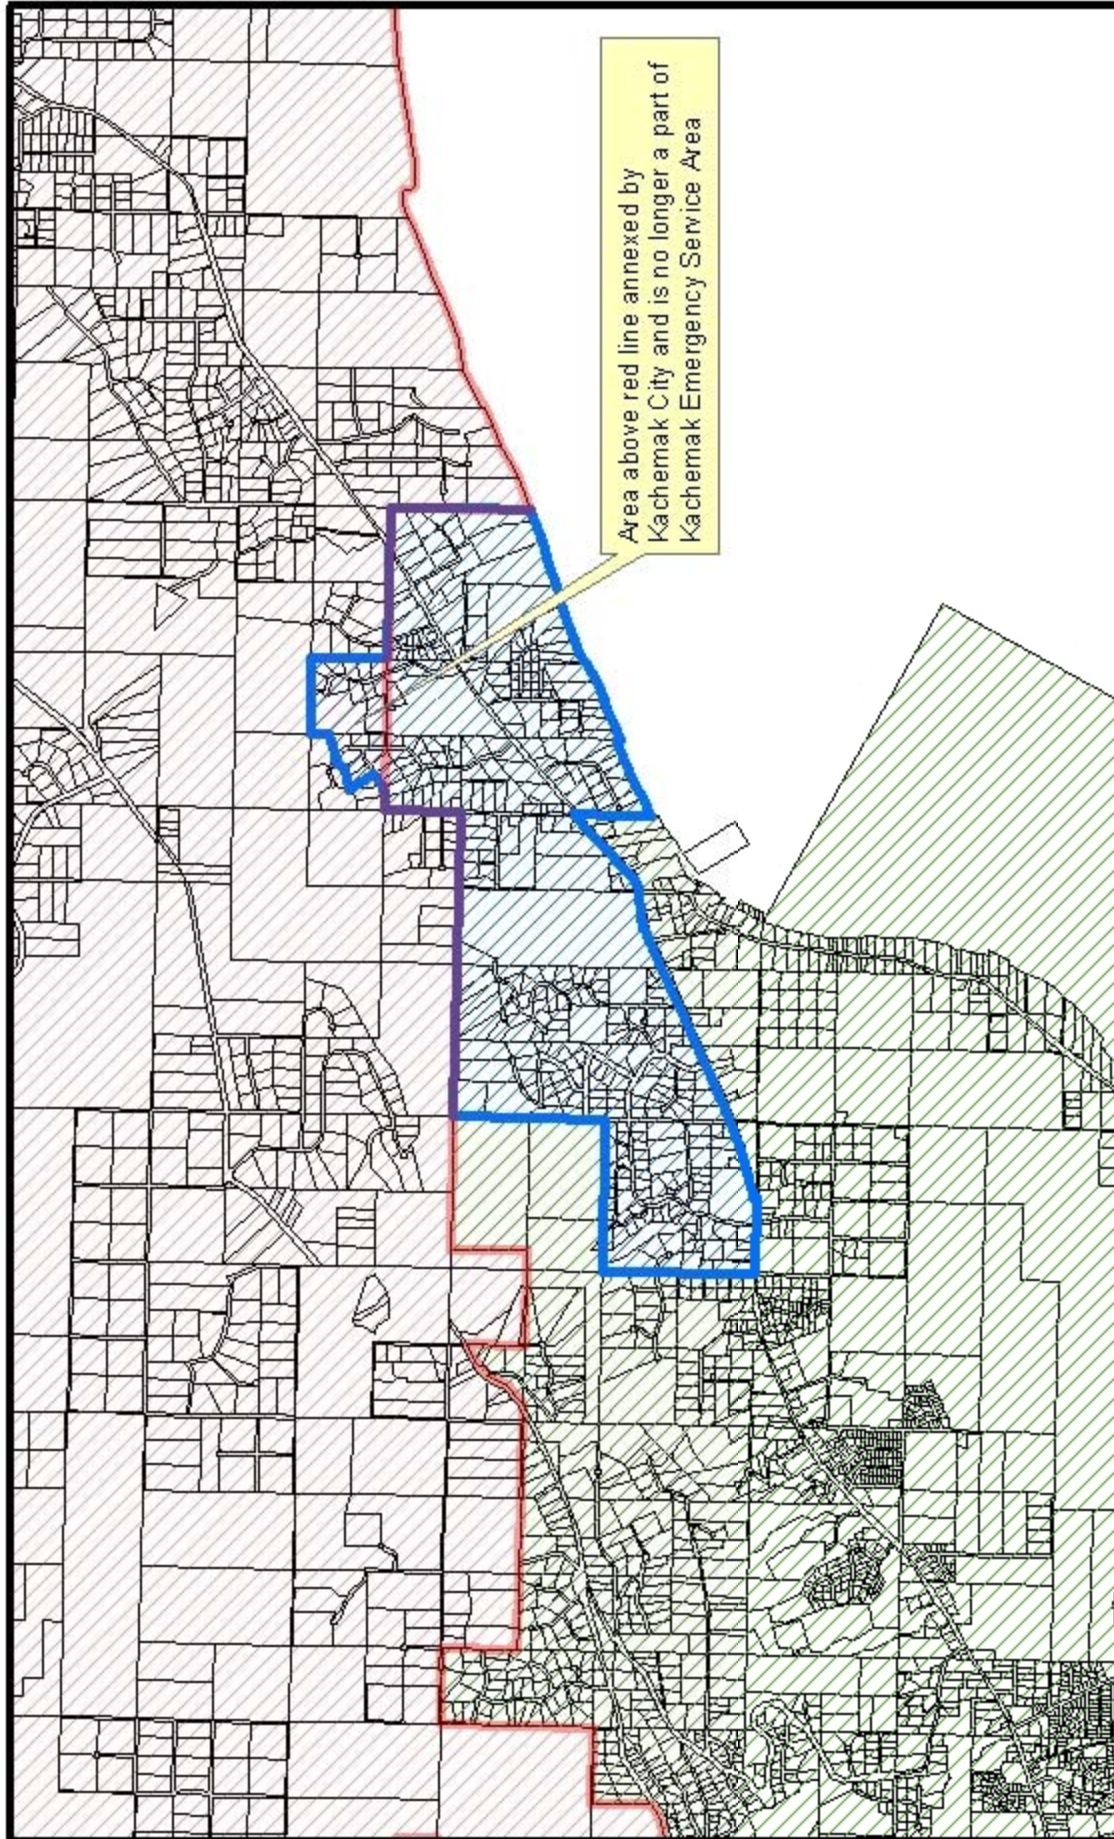 Area above red line annexed by
Kachemak City and is no longer a part of
Kachemak Emergency Service Area